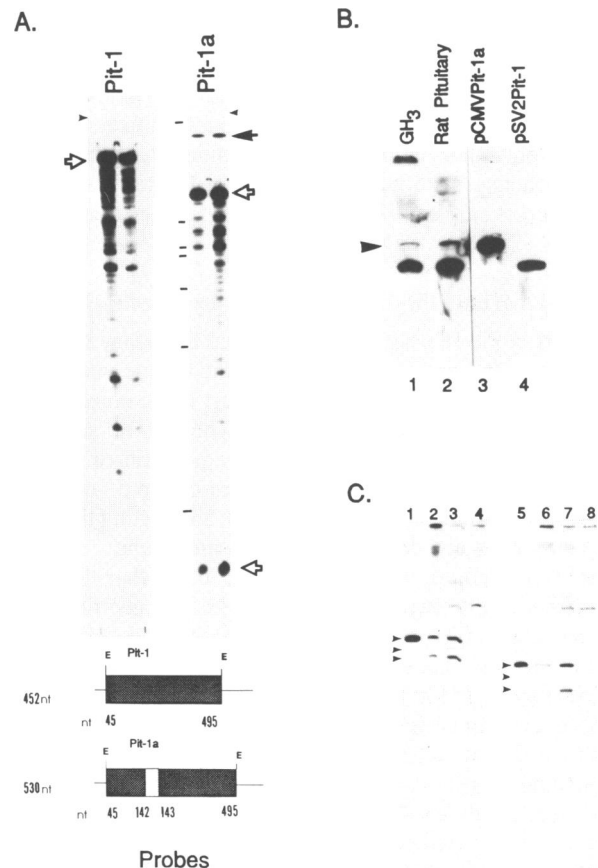 A.
Pit-1
Pit-1a
E
Pit-1
E
452nt
nt 45 495
E
Pit-1a
E
530nt
nt 45 142 143 495
Probes
B.
GH3
Rat Pituitary
pCMVPit-1a
pSV2Pit-1
1 2 3 4
C.
1 2 3 4 5 6 7 8